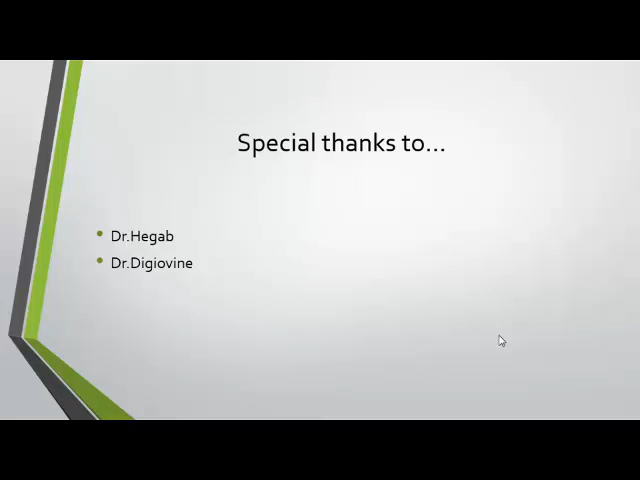 Special thanks to...
• Dr.Hegab
• Dr.Digiovine